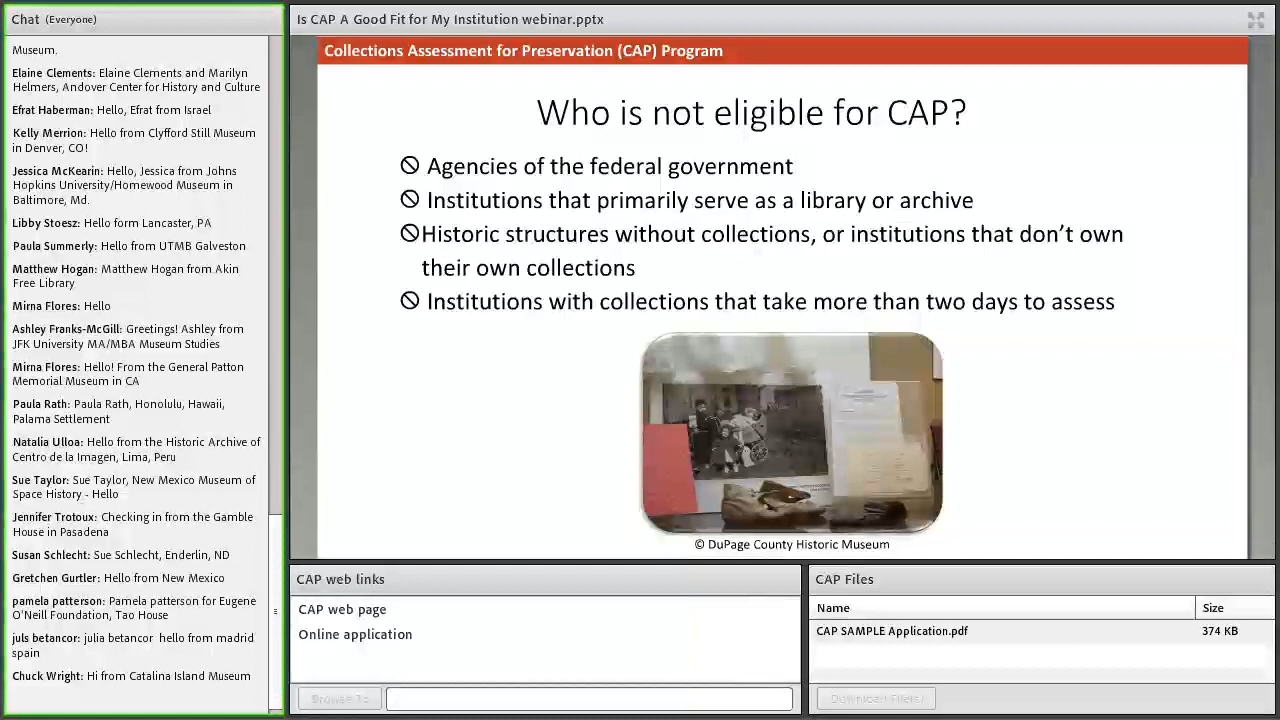 Chat (Everyone)
Museum.
Elaine Clements: Elaine Clements and Marilyn
Helmers, Andover Center for History and Culture
Efrat Haberman: Hello, Efrat from Israel
Kelly Merrion: Hello from Clyfford Still Museum
in Denver, CO!
Jessica McKearin: Hello, Jessica from Johns
Hopkins University/Homewood Museum in
Baltimore, Md.
Libby Stoesz: Hello form Lancaster, PA
Paula Summerly: Hello from UTMB Galveston
Matthew Hogan: Matthew Hogan from Akin
Free Library
Mirna Flores: Hello
Ashley Franks-McGill: Greetings! Ashley from
JFK University MA/MBA Museum Studies
Mirna Flores: Hello! From the General Patton
Memorial Museum in CA
Paula Rath: Paula Rath, Honolulu, Hawaii,
Palama Settlement
Natalia Ulloa: Hello from the Historic Archive of
Centro de la Imagen, Lima, Peru
Sue Taylor: Sue Taylor, New Mexico Museum of
Space History - Hello
Jennifer Trotoux: Checking in from the Gamble
House in Pasadena
Susan Schlecht: Sue Schlecht, Enderlin, ND
Gretchen Gurtler: Hello from New Mexico
pamela patterson: Pamela patterson for Eugene
O'Neill Foundation, Tao House
juls betancor: julia betancor hello from madrid
spain
Chuck Wright: Hi from Catalina Island Museum
Is CAP A Good Fit for My Institution webinar.pptx
Collections Assessment for Preservation (CAP) Program
Who is not eligible for CAP?
Agencies of the federal government
Institutions that primarily serve as a library or archive
Historic structures without collections, or institutions that don’t own
their own collections
Institutions with collections that take more than two days to assess
© DuPage County Historic Museum
CAP web links
CAP web page
Online application
Browse To
CAP Files
Name Size
CAP SAMPLE Application.pdf 374 KB
Download File(s)